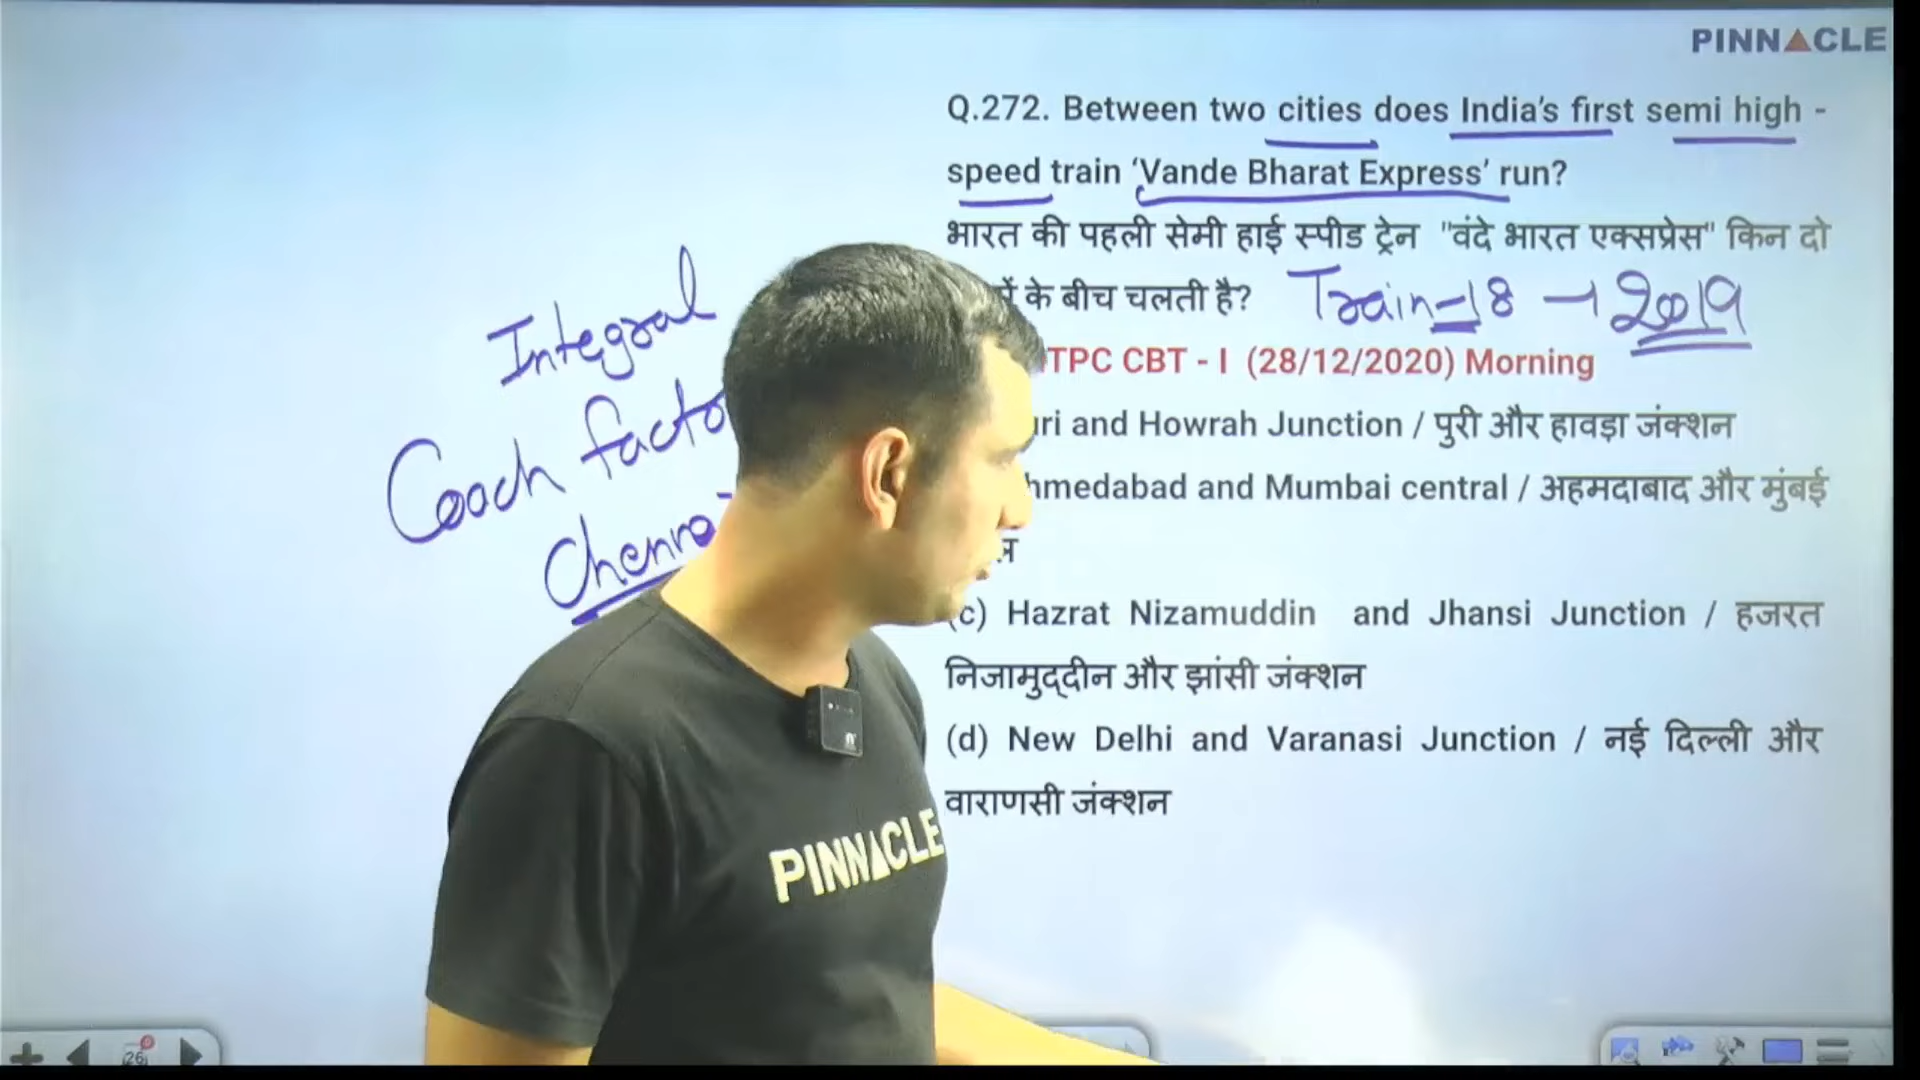 PINNACLE
Q.272. Between two cities does India's first semi high -
speed train 'Vande Bharat Express' run?
भारत की पहली सेमी हाई स्पीड ट्रेन "वंदे भारत एक्सप्रेस" किन दो
के बीच चलती है? Train-18 → 2019
TPC CBT - I (28/12/2020) Morning
and Howrah Junction / पुरी और हावड़ा जंक्शन
and Mumbai central / अहमदाबाद और मुंबई
(c) Hazrat Nizamuddin and Jhansi Junction / हजरत
निजामुद्दीन और झांसी जंक्शन
(d) New Delhi and Varanasi Junction / नई दिल्ली और
वाराणसी जंक्शन
Integral
Coach facto
Chenna
PINNACLE
26